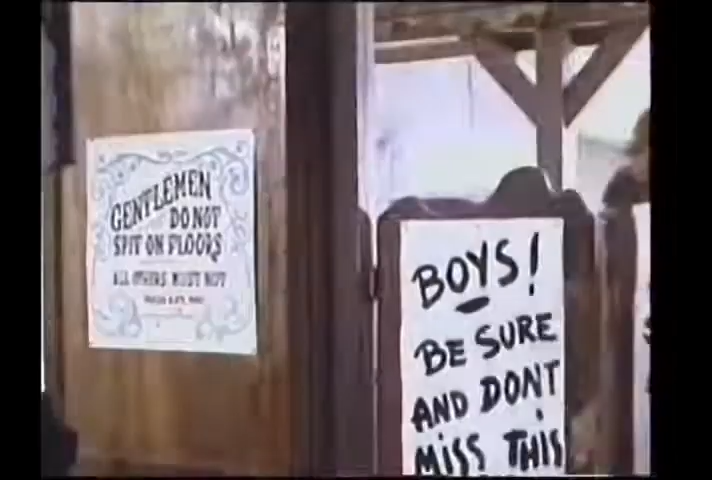 GENTLEMEN
DO NOT
SPIT ON FLOORS
ALL OTHERS MUST NOT
BOYS!
BE SURE
AND DONT
MISS THIS